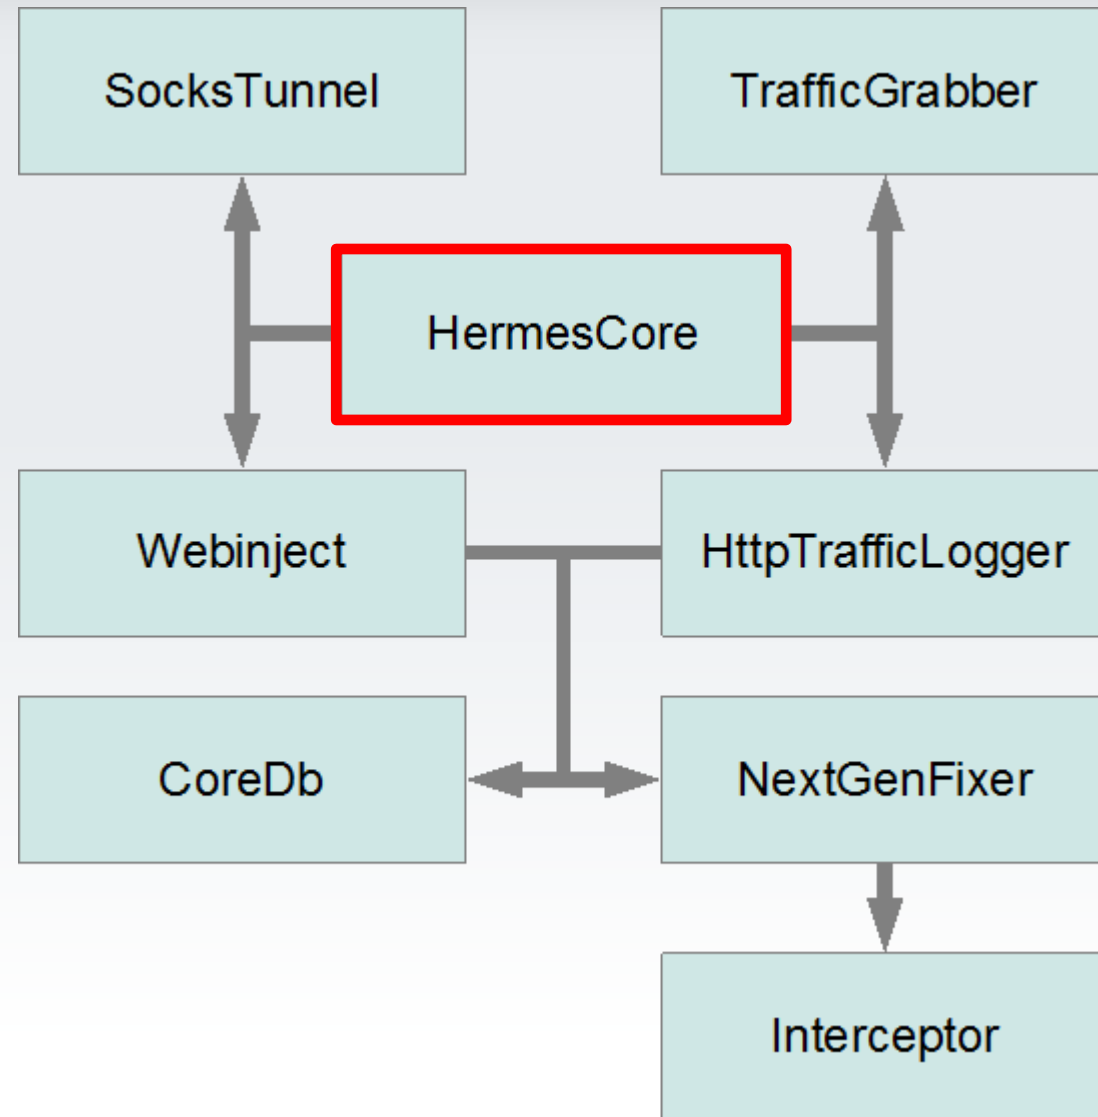 SocksTunnel
TrafficGrabber
HermesCore
Webinject
HttpTrafficLogger
CoreDb
NextGenFixer
Interceptor